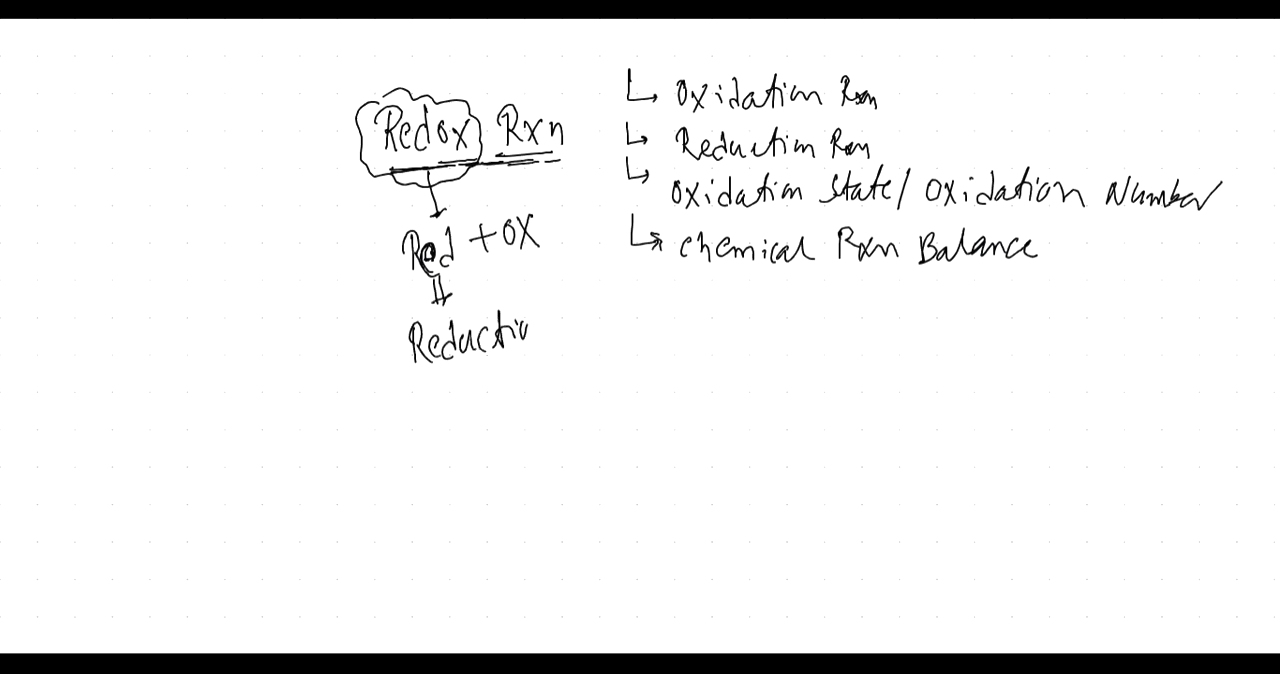 Redox Rxn
Red + OX
Reductio
Oxidation Rxn
Reduction Rxn
Oxidation State/Oxidation Number
Chemical Rxn Balance